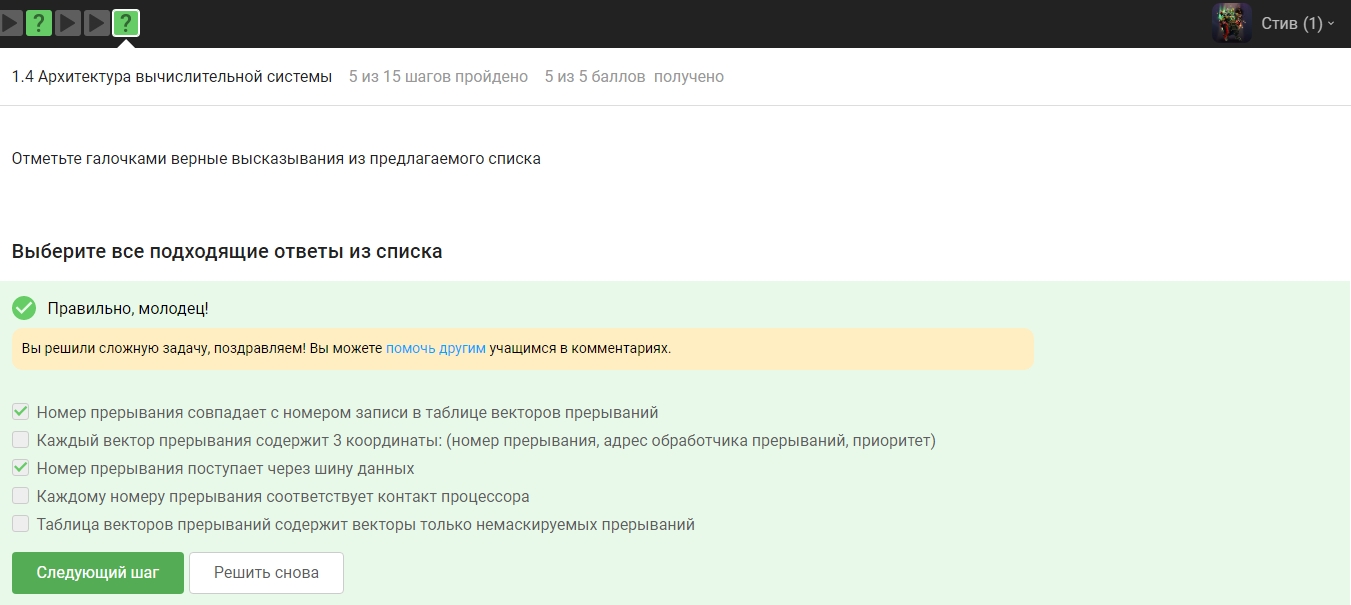 ? ?
Стив (1)
1.4 Архитектура вычислительной системы 5 из 15 шагов пройдено 5 из 5 баллов получено
Отметьте галочками верные высказывания из предлагаемого списка
Выберите все подходящие ответы из списка
Правильно, молодец!
Вы решили сложную задачу, поздравляем! Вы можете помочь другим учащимся в комментариях.
Номер прерывания совпадает с номером записи в таблице векторов прерываний
Каждый вектор прерывания содержит 3 координаты: (номер прерывания, адрес обработчика прерываний, приоритет)
Номер прерывания поступает через шину данных
Каждому номеру прерывания соответствует контакт процессора
Таблица векторов прерываний содержит векторы только немаскируемых прерываний
Следующий шаг Решить снова